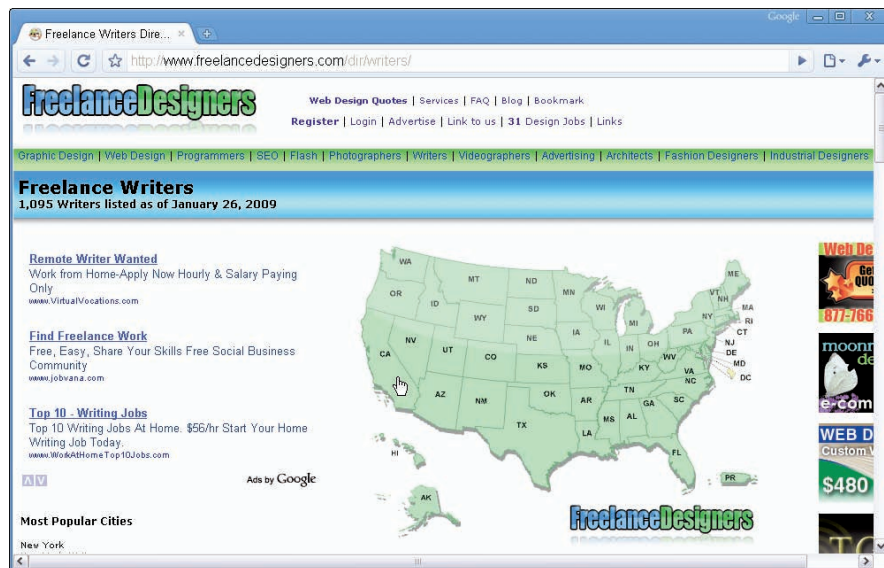 Google
Freelance Writers Dire...
http://www.freelancedesigners.com/dir/writers/
FreelanceDesigners
Web Design Quotes | Services | FAQ | Blog | Bookmark
Register | Login | Advertise | Link to us | 31 Design Jobs | Links
Graphic Design | Web Design | Programmers | SEO | Flash | Photographers | Writers | Videographers | Advertising | Architects | Fashion Designers | Industrial Designers
Freelance Writers
1,095 Writers listed as of January 26, 2009
Remote Writer Wanted
Work from Home-Apply Now Hourly & Salary Paying
Only
www.VirtualVocations.com
Find Freelance Work
Free, Easy, Share Your Skills Free Social Business
Community
www.jobvana.com
Top 10 - Writing Jobs
Top 10 Writing Jobs At Home. $56/hr Start Your Home
Writing Job Today.
www.WorkAtHomeTop10Jobs.com
Ads by Google
Most Popular Cities
New York
WA
MT
ND
MN
ME
OR
ID
SD
WI
VT
NH
WY
MI
NY
MA
RI
CT
NV
NE
IA
IL
IN
OH
PA
NJ
DE
MD
DC
CA
UT
CO
KS
MO
KY
WV
VA
NC
AZ
NM
OK
AR
TN
SC
TX
LA
MS
AL
GA
FL
HI
AK
PR
FreelanceDesigners
Web De
Get
QUO
877-766
moonr
de
e-com
WEB D
Custom
$480